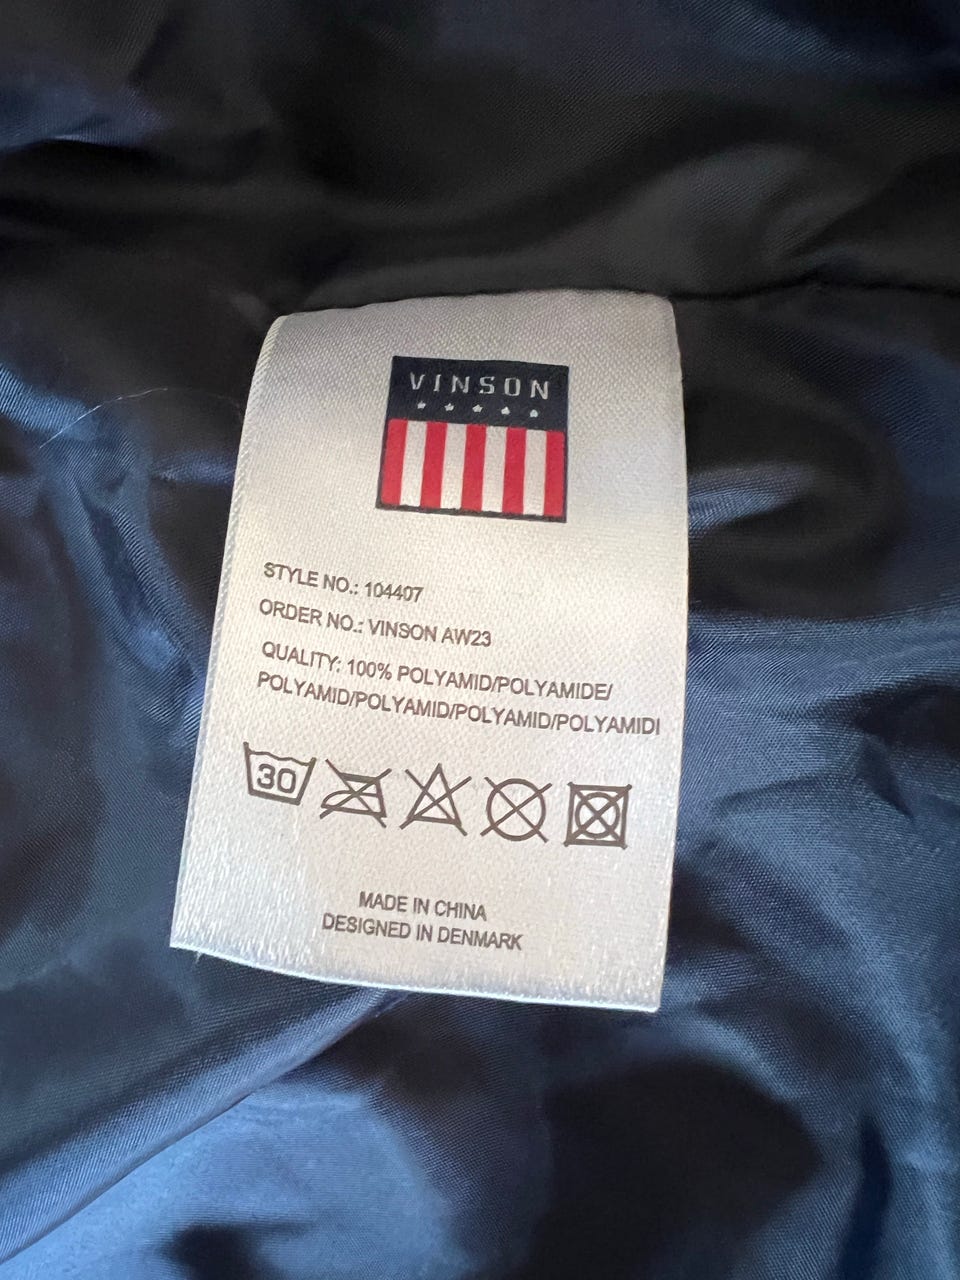 VINSON
STYLE NO.: 104407
ORDER NO.: VINSON AW23
QUALITY: 100% POLYAMID/POLYAMIDE/
POLYAMID/POLYAMID/POLYAMID/POLYAMIDI
30
MADE IN CHINA
DESIGNED IN DENMARK